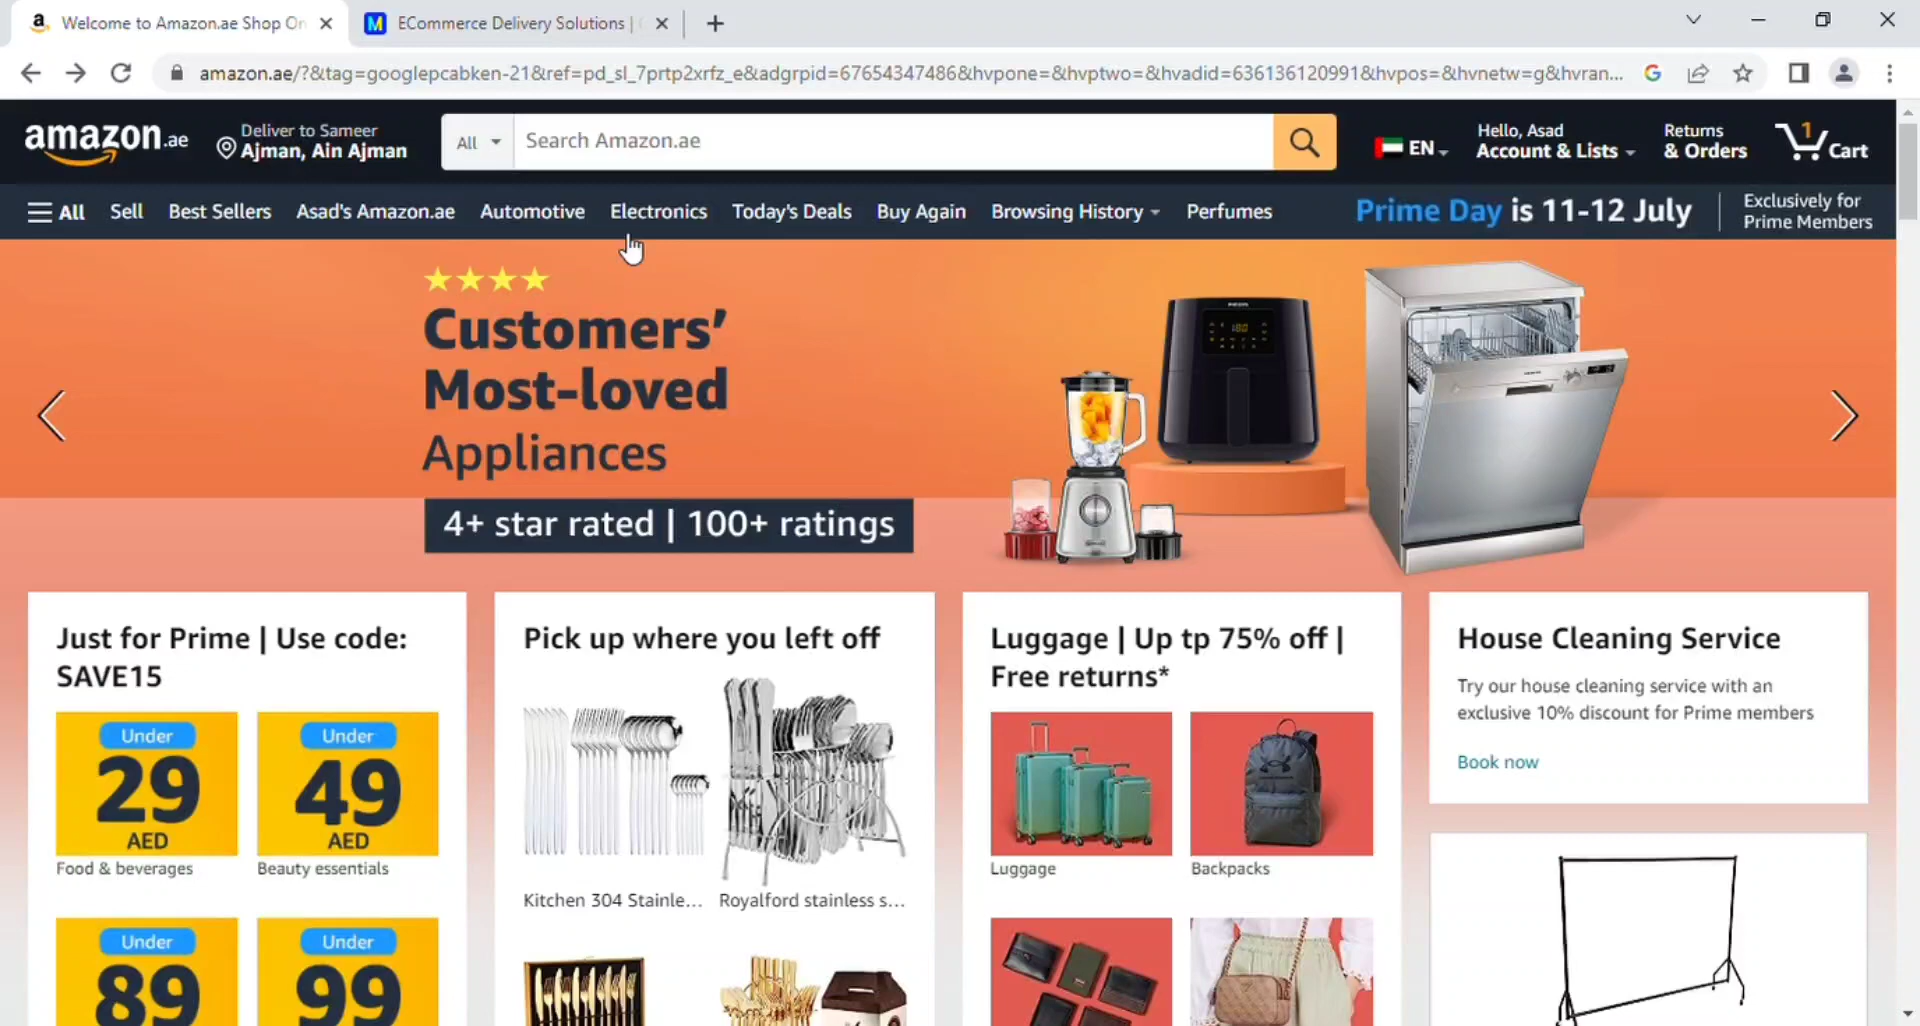 Welcome to Amazon.ae Shop On
ECommerce Delivery Solutions |
amazon.ae/?&tag=googlepcabken-21&ref=pd_sl_7prtp2xrfz_e&adgrpid=67654347486&hvpone=&hvptwo=&hvadid=636136120991&hvpos=&hvnetw=g&hvran...
amazon.ae
Deliver to Sameer
Ajman, Ain Ajman
All
Search Amazon.ae
EN
Hello, Asad
Account & Lists
Returns
& Orders
1
Cart
All
Sell
Best Sellers
Asad's Amazon.ae
Automotive
Electronics
Today's Deals
Buy Again
Browsing History
Perfumes
Prime Day is 11-12 July
Exclusively for
Prime Members
Customers’
Most-loved
Appliances
4+ star rated | 100+ ratings
Just for Prime | Use code:
SAVE15
Under
29
AED
Food & beverages
Under
49
AED
Beauty essentials
Under
89
Under
99
Pick up where you left off
Kitchen 304 Stainle...
Royalford stainless s...
Luggage | Up tp 75% off |
Free returns*
Luggage
Backpacks
House Cleaning Service
Try our house cleaning service with an
exclusive 10% discount for Prime members
Book now